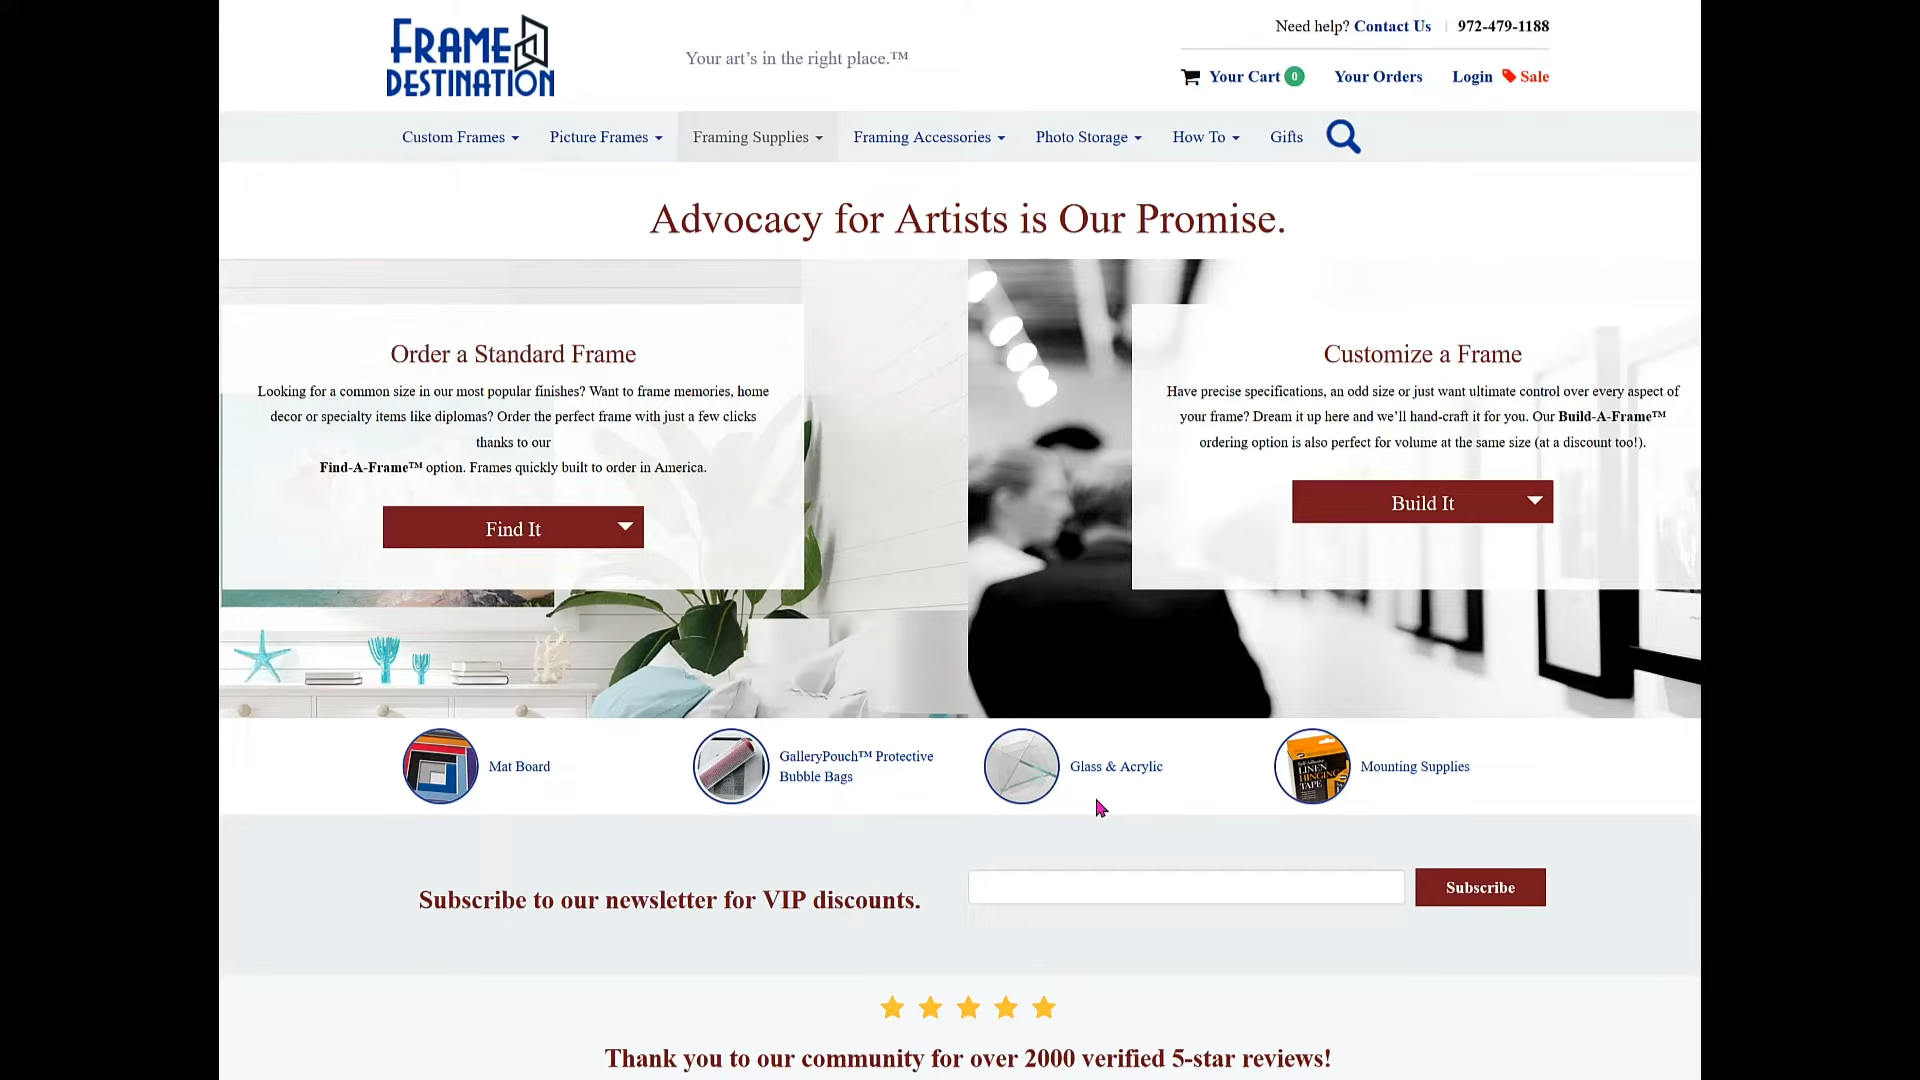 FRAME
DESTINATION
Your art's in the right place.™
Need help? Contact Us | 972-479-1188
Your Cart 0 Your Orders Login Sale
Custom Frames Picture Frames Framing Supplies Framing Accessories Photo Storage How To Gifts
Advocacy for Artists is Our Promise.
Order a Standard Frame
Looking for a common size in our most popular finishes? Want to frame memories, home
decor or specialty items like diplomas? Order the perfect frame with just a few clicks
thanks to our
Find-A-Frame™ option. Frames quickly built to order in America.
Find It
Customize a Frame
Have precise specifications, an odd size or just want ultimate control over every aspect of
your frame? Dream it up here and we'll hand-craft it for you. Our Build-A-Frame™
ordering option is also perfect for volume at the same size (at a discount too!).
Build It
Mat Board
GalleryPouch™ Protective
Bubble Bags
Glass & Acrylic
LINEN
HINGING
TAPE
Mounting Supplies
Subscribe to our newsletter for VIP discounts.
Subscribe
Thank you to our community for over 2000 verified 5-star reviews!